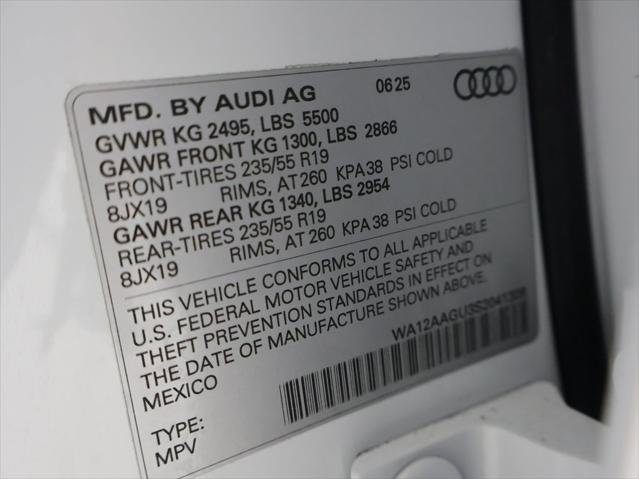 MFD. BY AUDI AG 06 25
GVWR KG 2495, LBS 5500
GAWR FRONT KG 1300, LBS 2866
FRONT-TIRES 235/55 R19
8JX19 RIMS, AT 260 KPA 38 PSI COLD
GAWR REAR KG 1340, LBS 2954
REAR-TIRES 235/55 R19
8JX19 RIMS, AT 260 KPA 38 PSI COLD
THIS VEHICLE CONFORMS TO ALL APPLICABLE
U.S. FEDERAL MOTOR VEHICLE SAFETY AND
THEFT PREVENTION STANDARDS IN EFFECT ON
THE DATE OF MANUFACTURE SHOWN ABOVE.
MEXICO
TYPE:
MPV